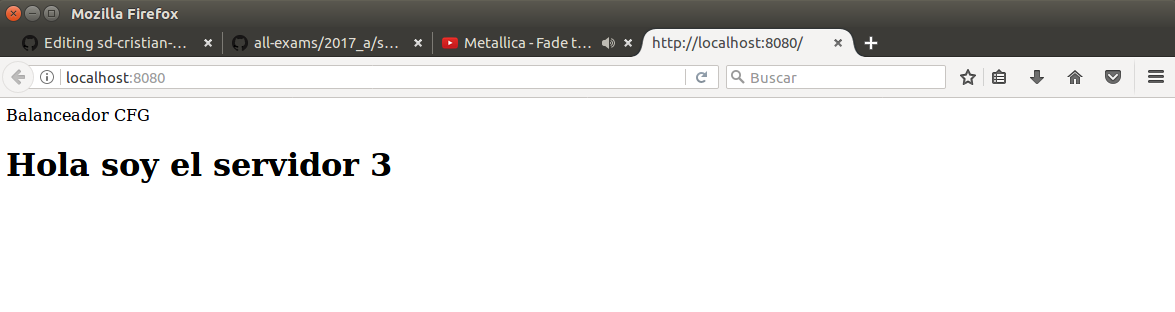 Mozilla Firefox
Editing sd-cristian-... all-exams/2017_a/s... Metallica - Fade t... http://localhost:8080/
localhost:8080 Buscar
Balanceador CFG
Hola soy el servidor 3